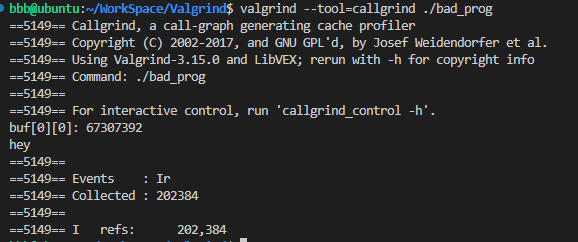 bbb@ubuntu:~/WorkSpace/Valgrind$ valgrind --tool=callgrind ./bad_prog
==5149== Callgrind, a call-graph generating cache profiler
==5149== Copyright (C) 2002-2017, and GNU GPL'd, by Josef Weidendorfer et al.
==5149== Using Valgrind-3.15.0 and LibVEX; rerun with -h for copyright info
==5149== Command: ./bad_prog
==5149==
==5149== For interactive control, run 'callgrind_control -h'.
buf[0][0]: 67307392
hey
==5149==
==5149== Events    : Ir
==5149== Collected : 202384
==5149==
==5149== I   refs:      202,384